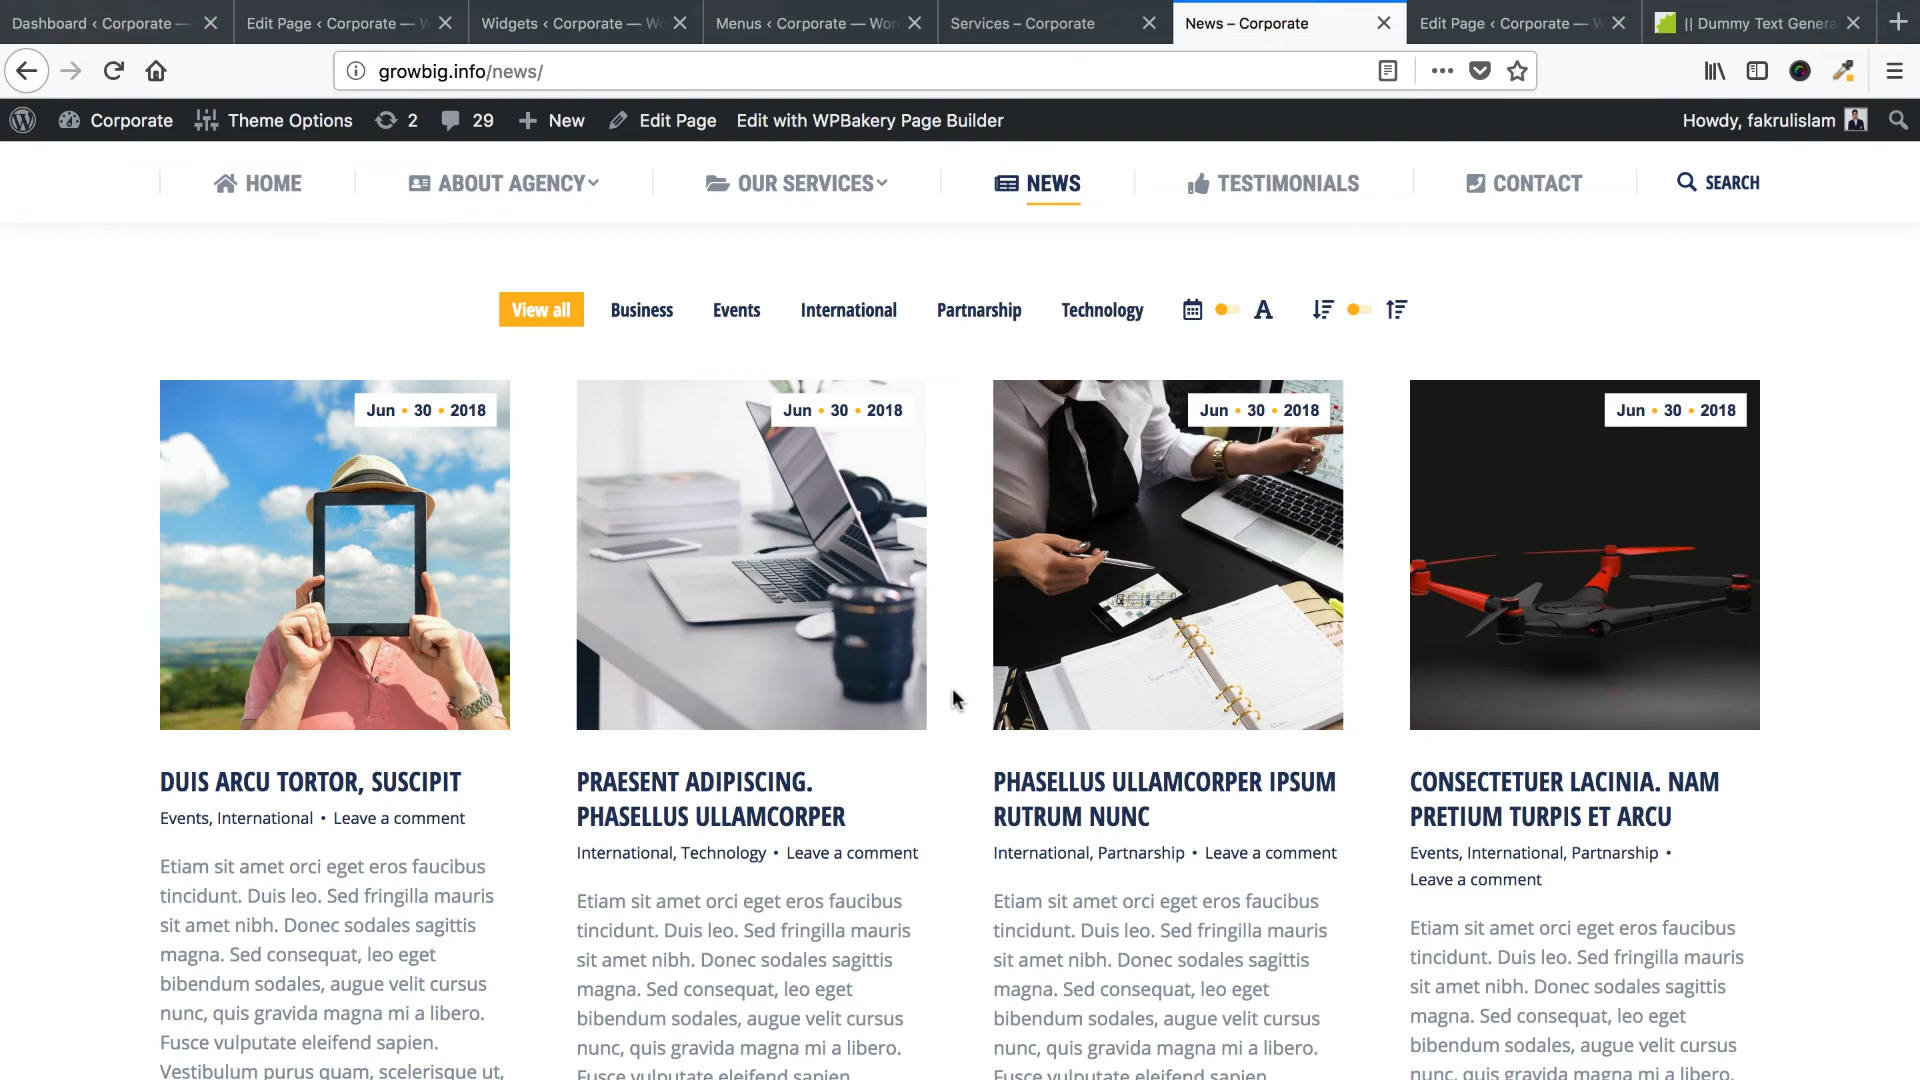 Dashboard ‹ Corporate —
Edit Page ‹ Corporate — W
Widgets ‹ Corporate — Wo
Menus ‹ Corporate — Wor
Services – Corporate
News – Corporate
Edit Page ‹ Corporate — W
|| Dummy Text Genera
growbig.info/news/
Corporate
Theme Options
2
29
New
Edit Page
Edit with WPBakery Page Builder
Howdy, fakrulislam
HOME
ABOUT AGENCY
OUR SERVICES
NEWS
TESTIMONIALS
CONTACT
SEARCH
View all
Business
Events
International
Partnarship
Technology
A
Jun • 30 • 2018
Jun • 30 • 2018
Jun • 30 • 2018
Jun • 30 • 2018
DUIS ARCU TORTOR, SUSCIPIT
Events, International • Leave a comment
Etiam sit amet orci eget eros faucibus
tincidunt. Duis leo. Sed fringilla mauris
sit amet nibh. Donec sodales sagittis
magna. Sed consequat, leo eget
bibendum sodales, augue velit cursus
nunc, quis gravida magna mi a libero.
Fusce vulputate eleifend sapien.
Vestibulum purus quam, scelerisque ut,
PRAESENT ADIPISCING.
PHASELLUS ULLAMCORPER
International, Technology • Leave a comment
Etiam sit amet orci eget eros faucibus
tincidunt. Duis leo. Sed fringilla mauris
sit amet nibh. Donec sodales sagittis
magna. Sed consequat, leo eget
bibendum sodales, augue velit cursus
nunc, quis gravida magna mi a libero.
Fusce vulputate eleifend sapien.
PHASELLUS ULLAMCORPER IPSUM
RUTRUM NUNC
International, Partnarship • Leave a comment
Etiam sit amet orci eget eros faucibus
tincidunt. Duis leo. Sed fringilla mauris
sit amet nibh. Donec sodales sagittis
magna. Sed consequat, leo eget
bibendum sodales, augue velit cursus
nunc, quis gravida magna mi a libero.
Fusce vulputate eleifend sapien.
CONSECTETUER LACINIA. NAM
PRETIUM TURPIS ET ARCU
Events, International, Partnarship •
Leave a comment
Etiam sit amet orci eget eros faucibus
tincidunt. Duis leo. Sed fringilla mauris
sit amet nibh. Donec sodales sagittis
magna. Sed consequat, leo eget
bibendum sodales, augue velit cursus
nunc, quis gravida magna mi a libero.